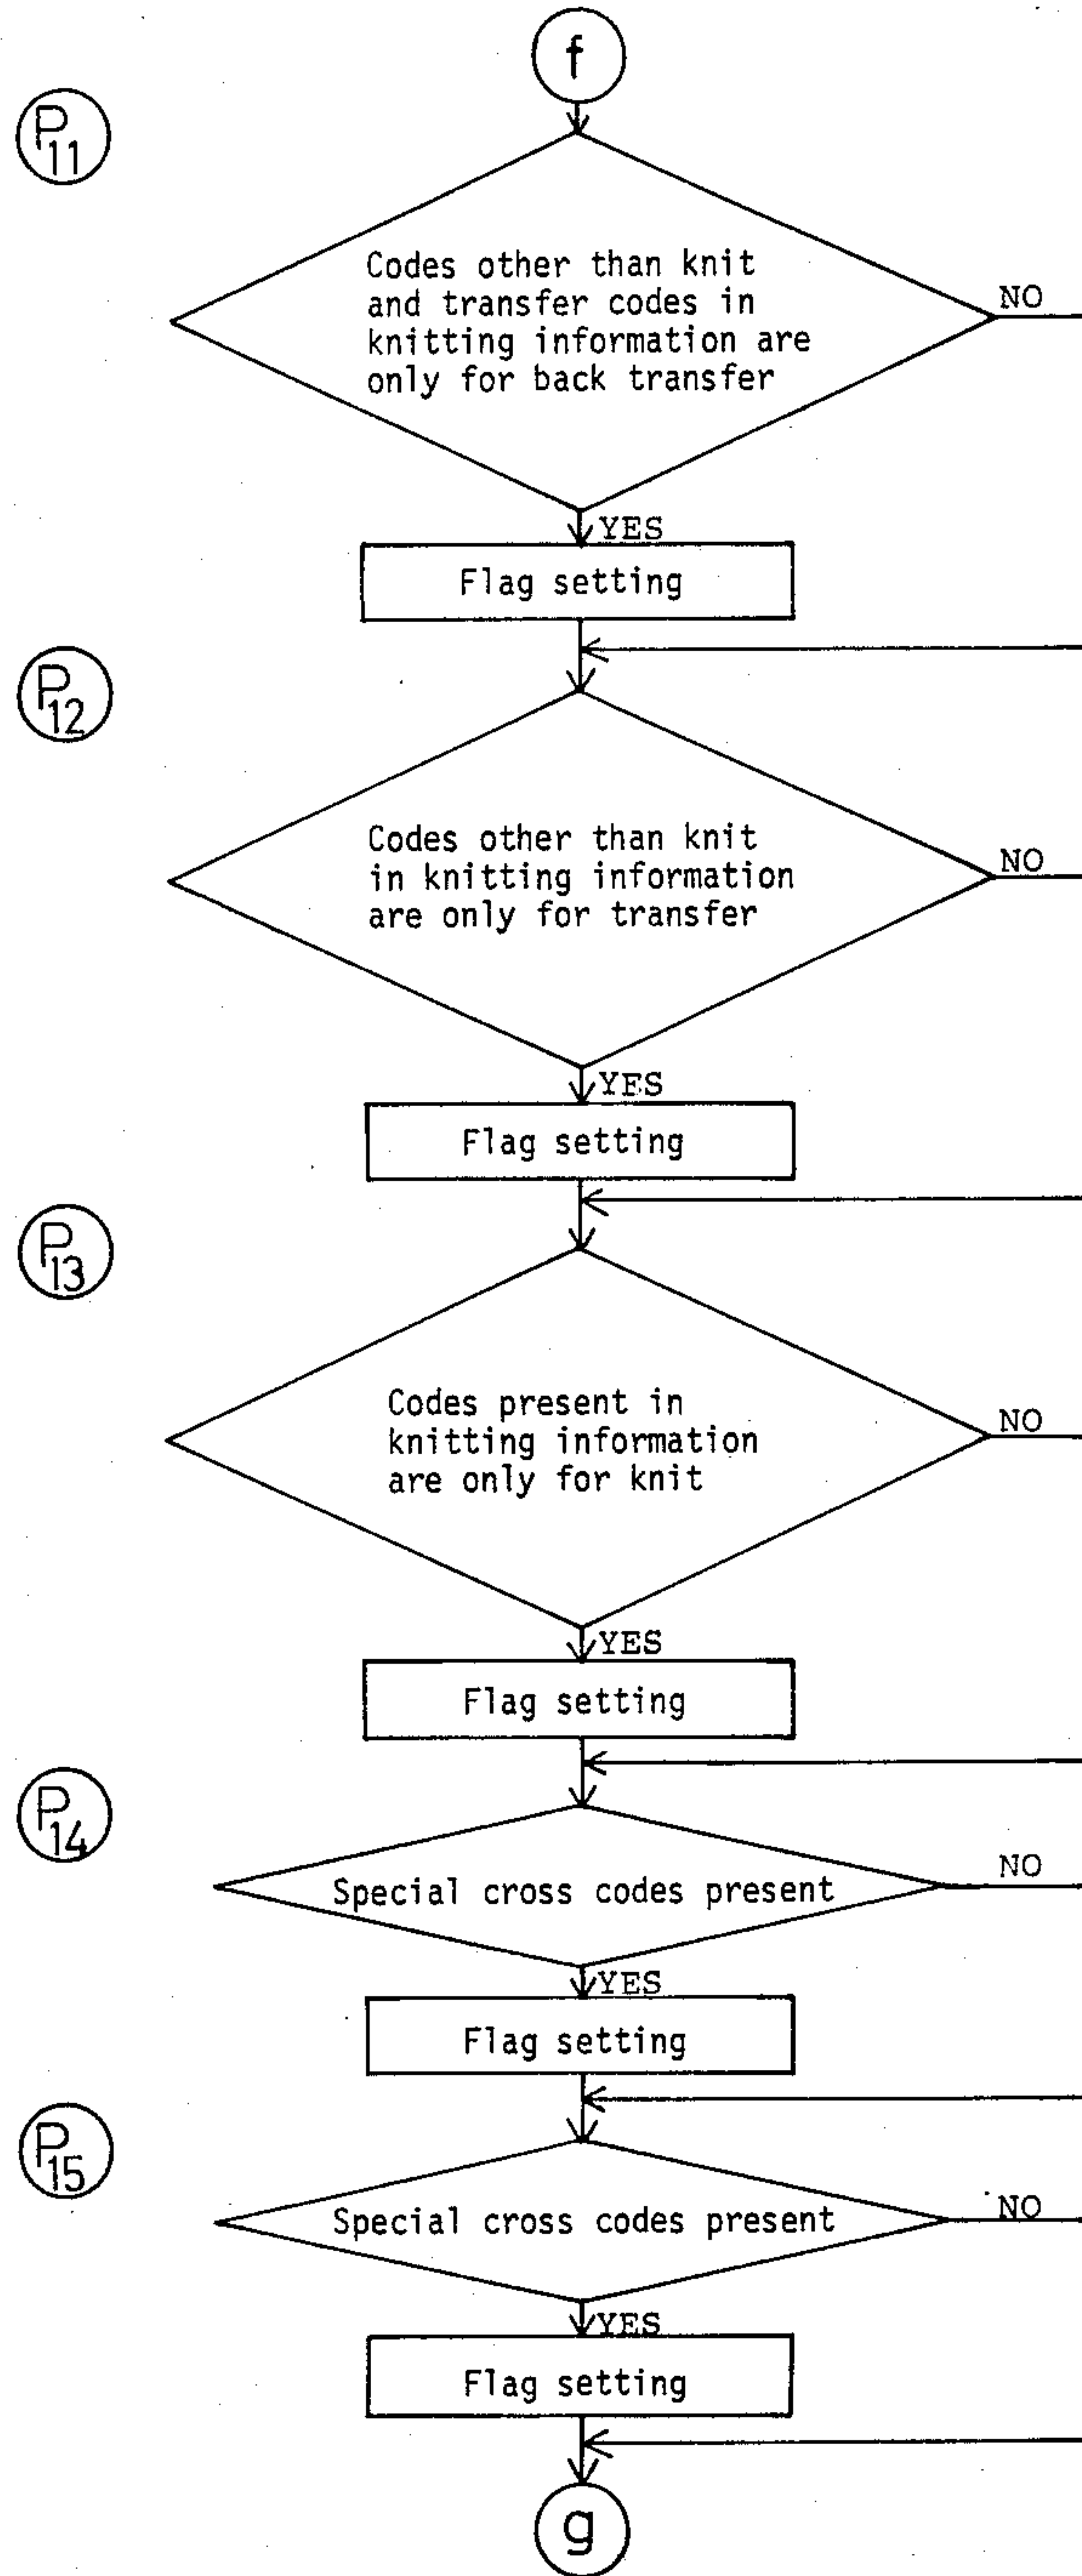 f
P11
Codes other than knit
and transfer codes in
knitting information are
only for back transfer
NO
YES
Flag setting
P12
Codes other than knit
in knitting information
are only for transfer
NO
YES
Flag setting
P13
Codes present in
knitting information
are only for knit
NO
YES
Flag setting
P14
Special cross codes present
NO
YES
Flag setting
P15
Special cross codes present
NO
YES
Flag setting
g